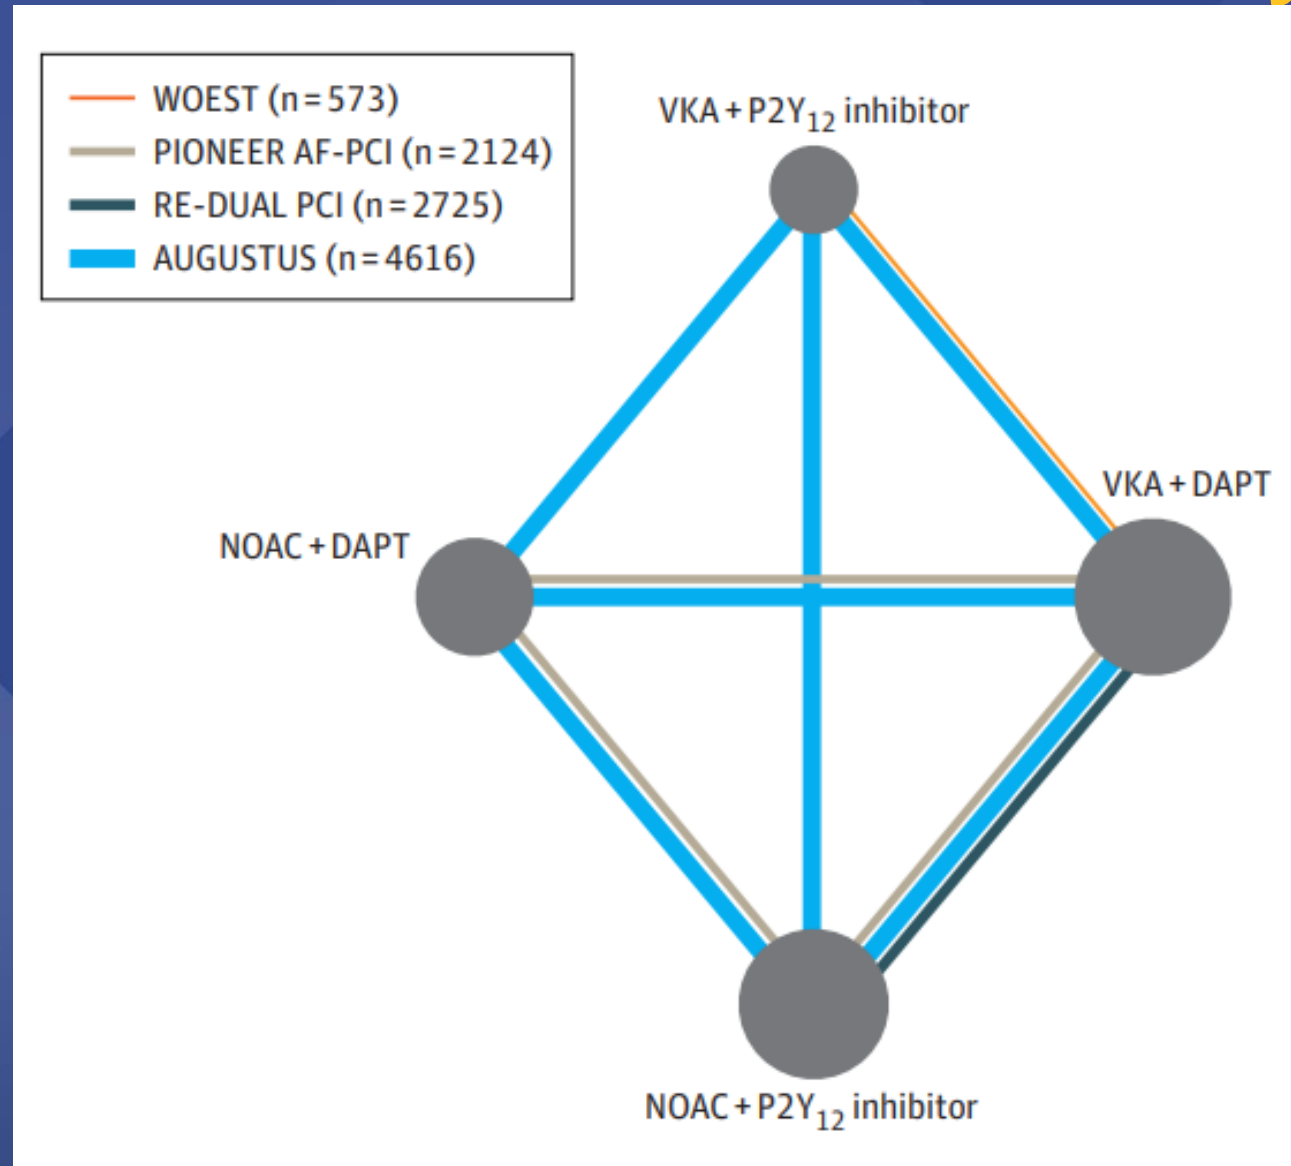 WOEST (n=573)
PIONEER AF-PCI (n=2124)
RE-DUAL PCI (n=2725)
AUGUSTUS (n=4616)
VKA+P2Y₁₂ inhibitor
VKA+DAPT
NOAC+DAPT
NOAC+P2Y₁₂ inhibitor